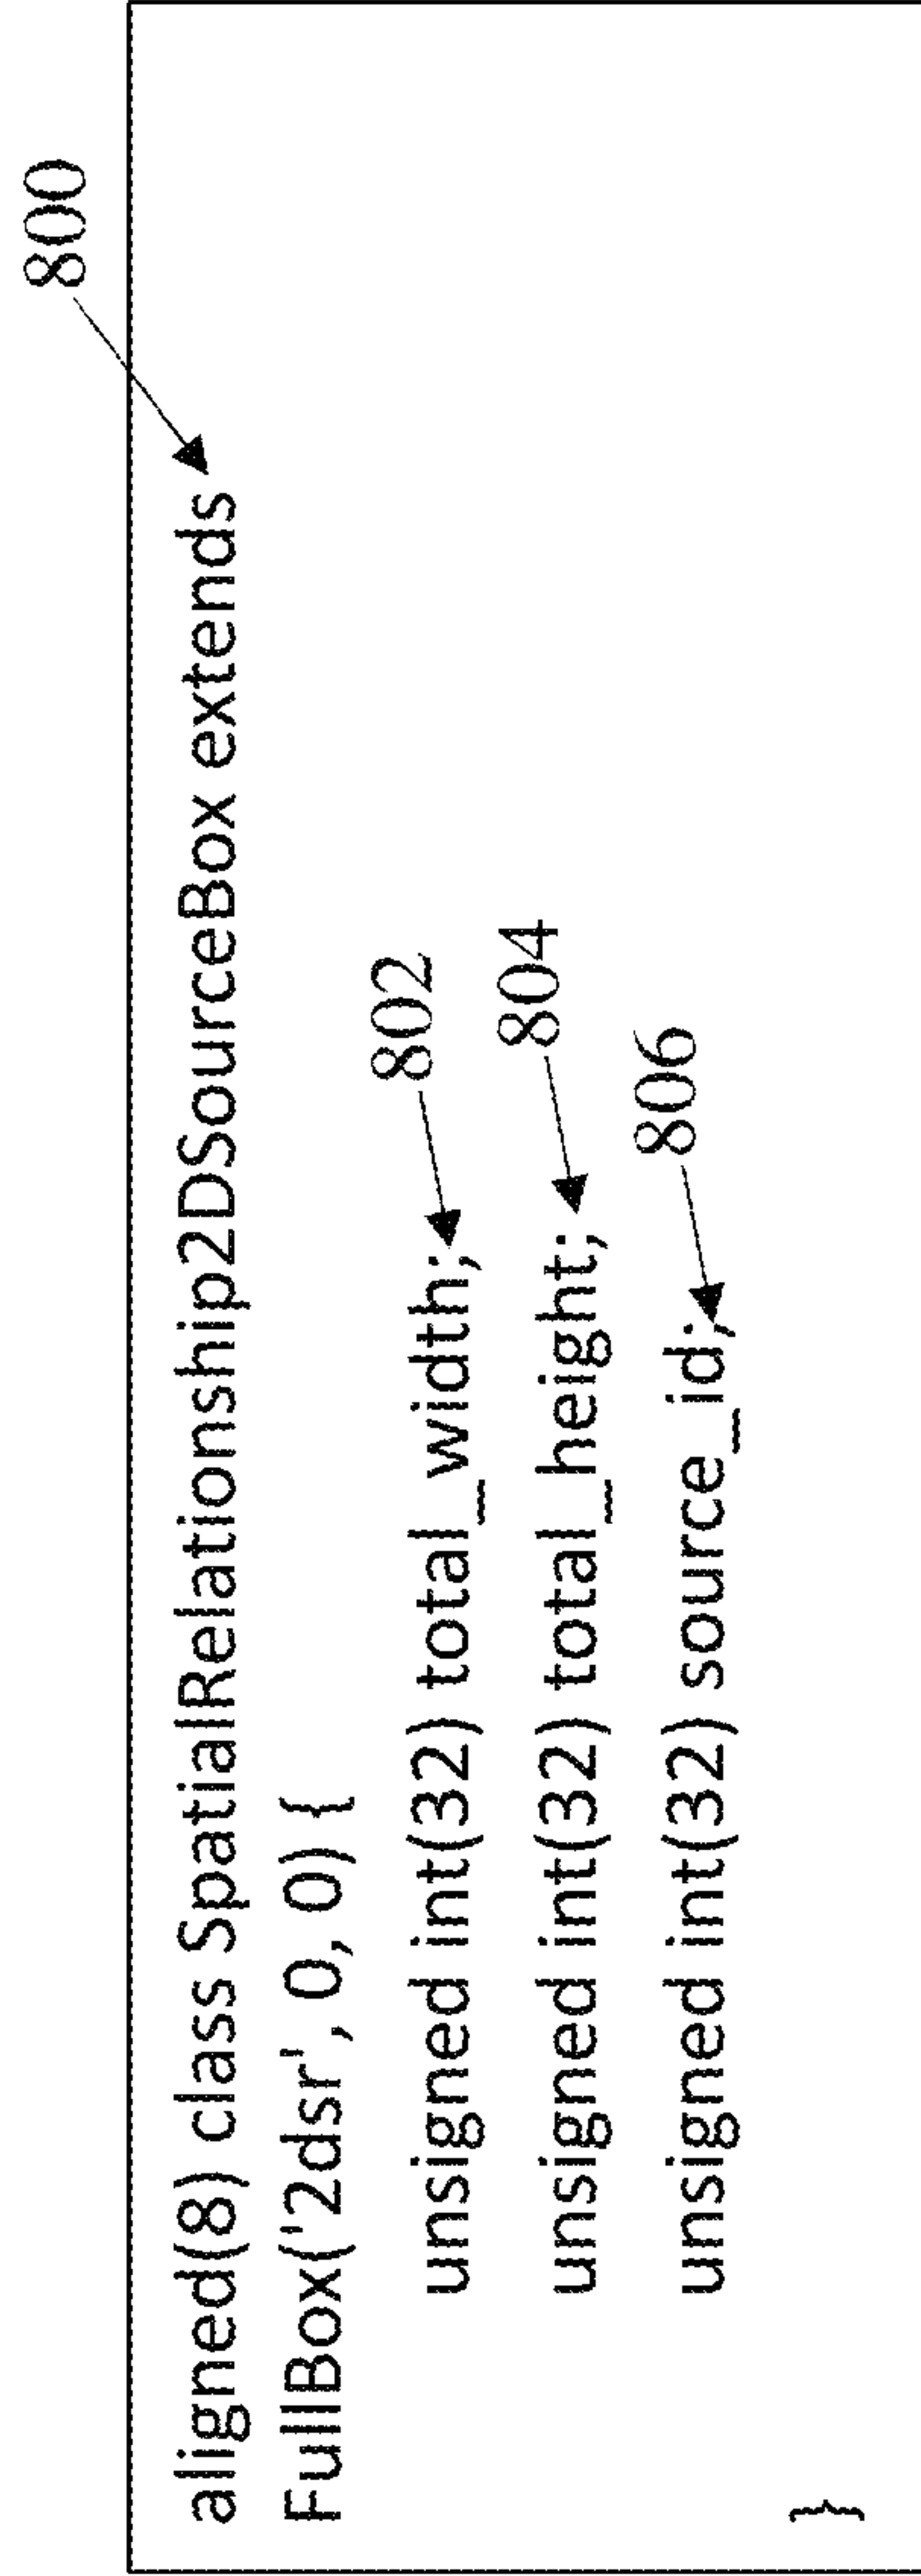 800
aligned(8) class SpatialRelationship2DSourceBox extends
FullBox('2dsr', 0, 0) {
unsigned int(32) total_width;
802
unsigned int(32) total_height;
804
unsigned int(32) source_id;
806
}